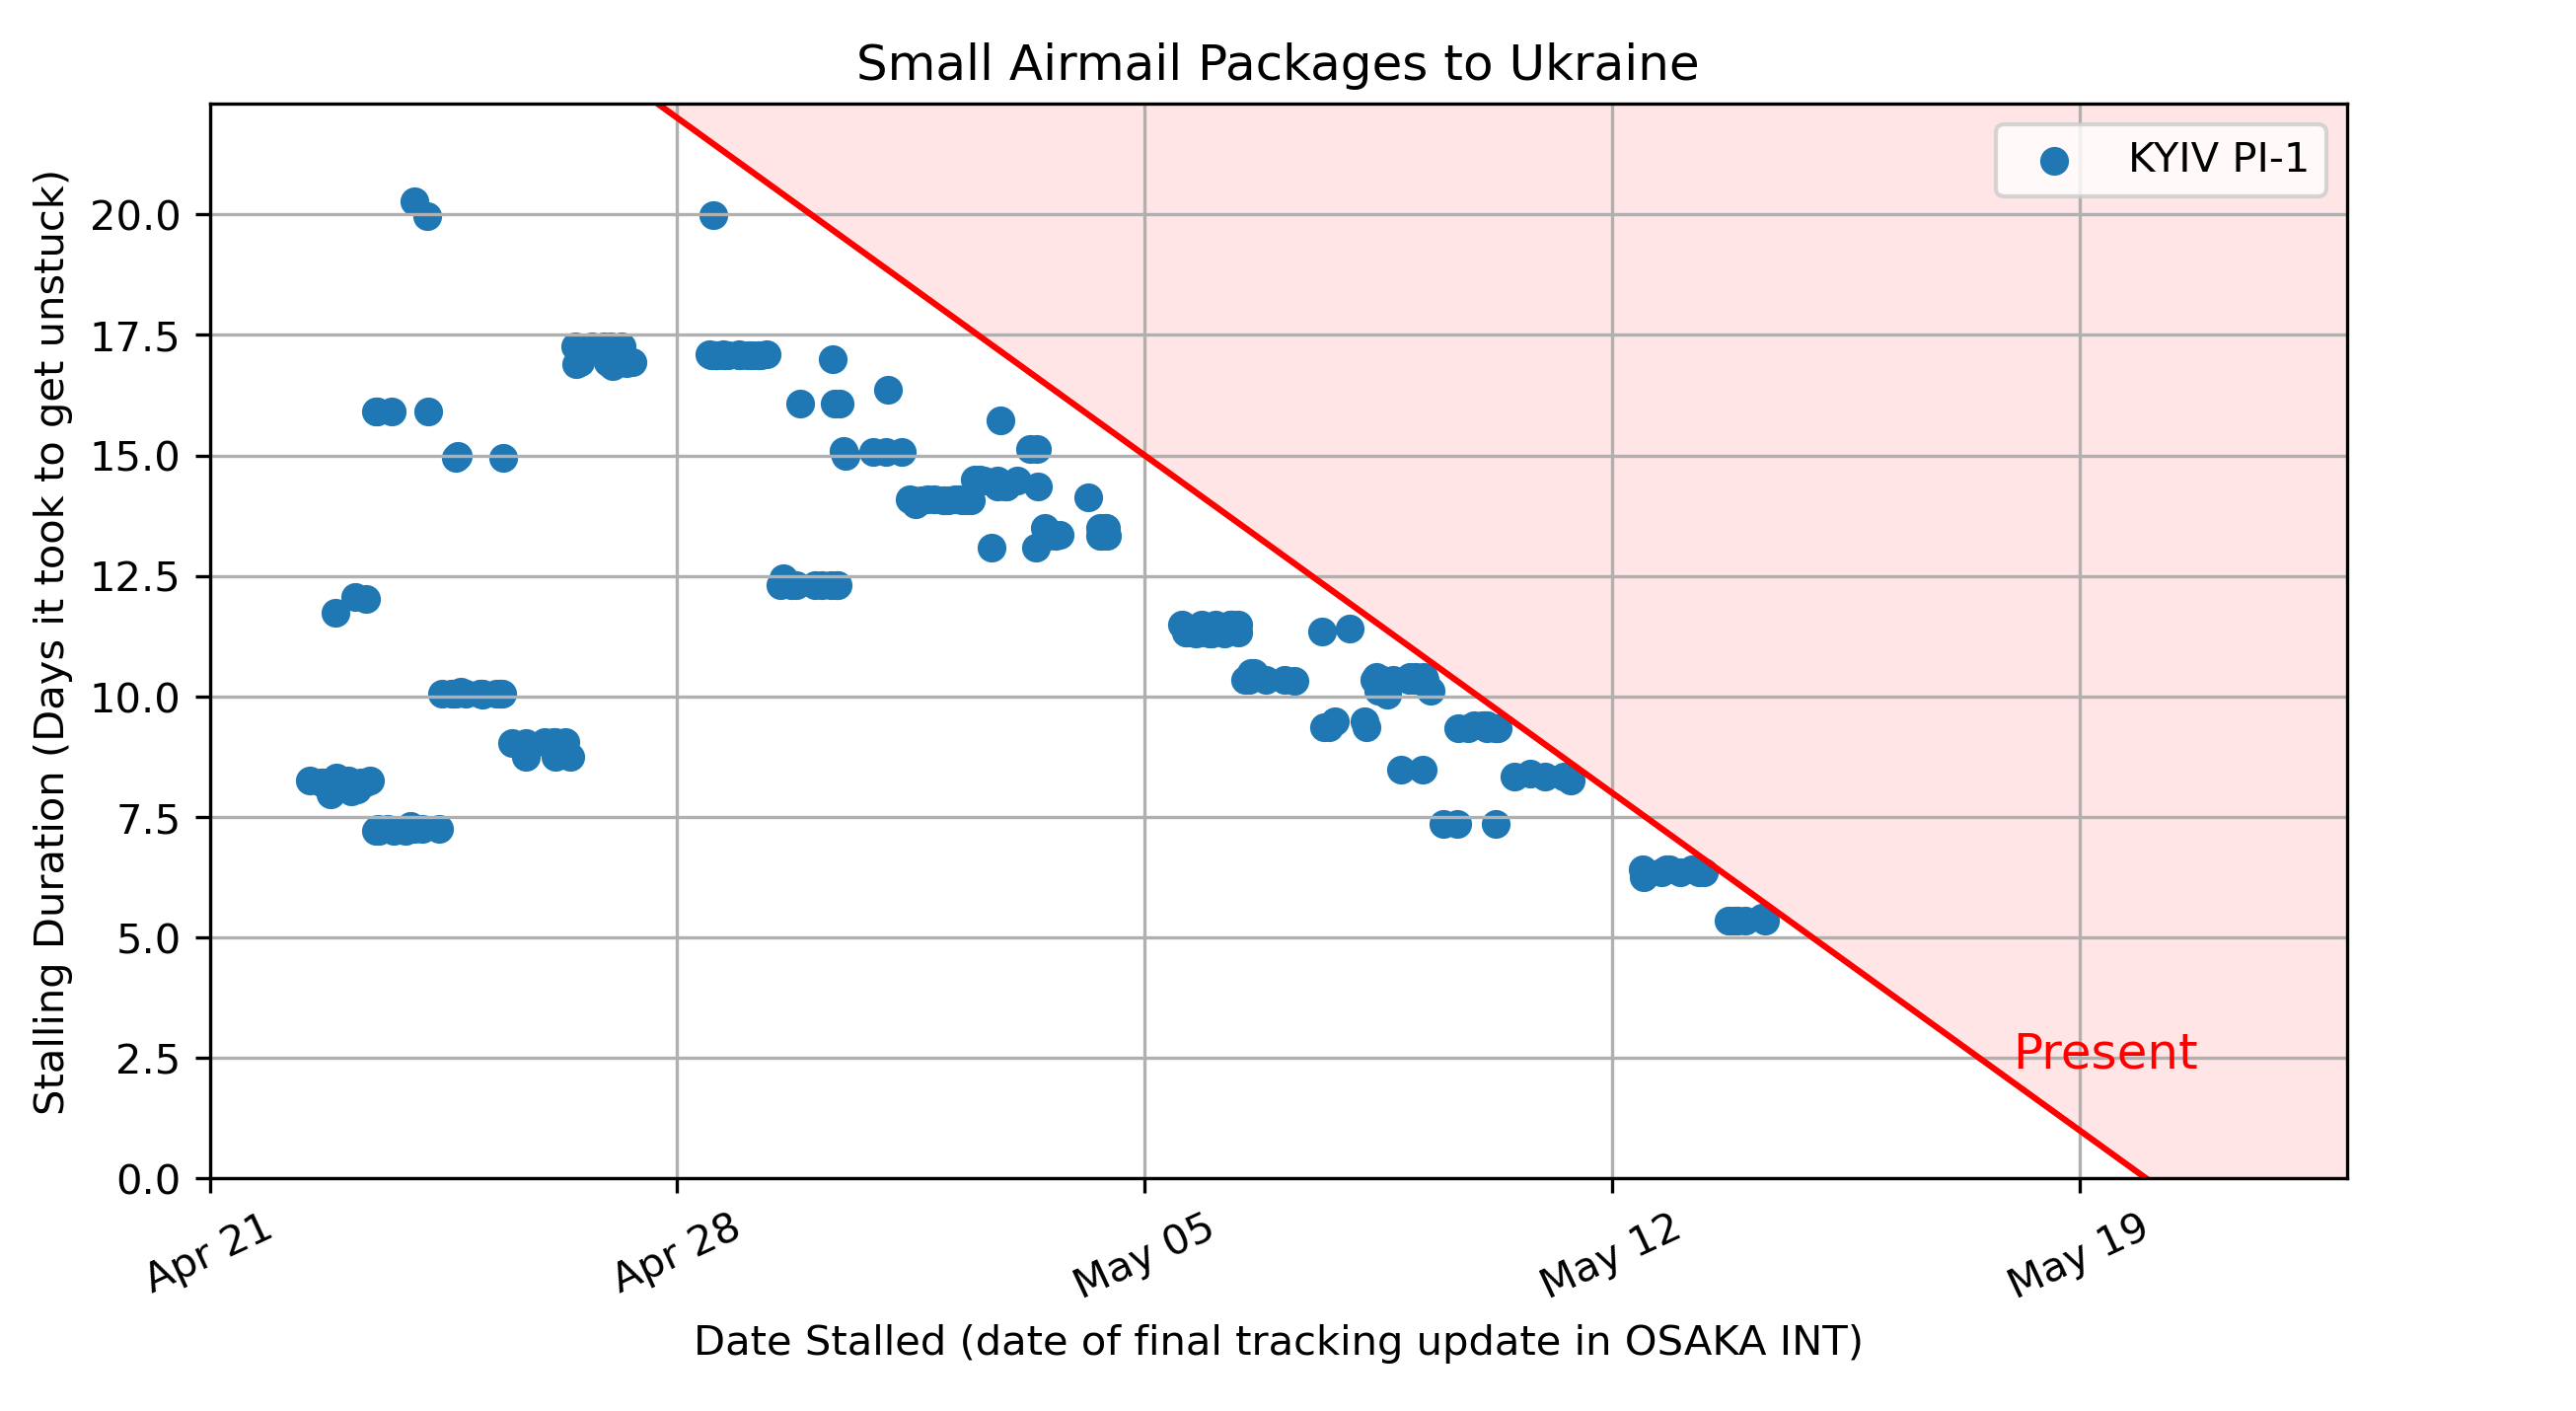 Small Airmail Packages to Ukraine
KYIV PI-1
Stalling Duration (Days it took to get unstuck)
20.0
17.5
15.0
12.5
10.0
7.5
5.0
2.5
0.0
Present
Apr 21
Apr 28
May 05
May 12
May 19
Date Stalled (date of final tracking update in OSAKA INT)